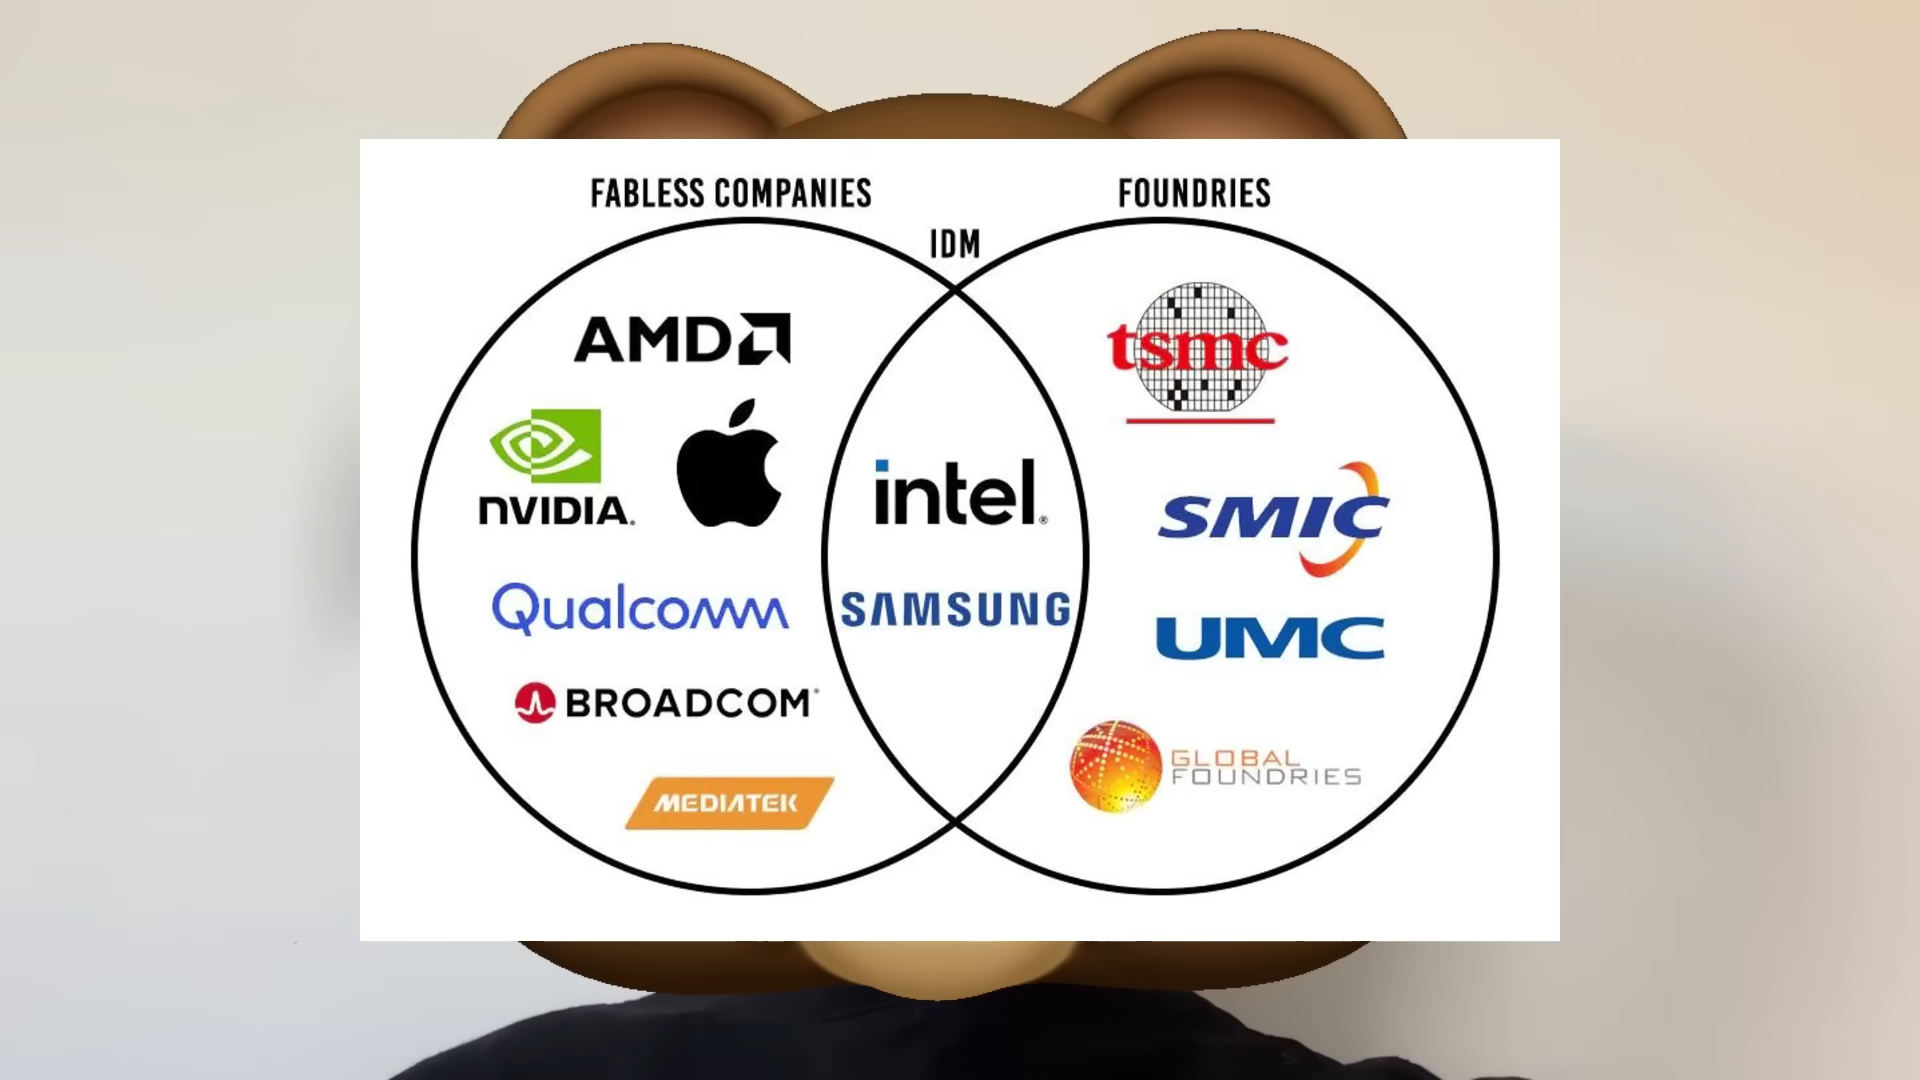 FABLESS COMPANIES
FOUNDRIES
IDM
AMD
tsmc
NVIDIA.
intel®
SMIC
Qualcomm
SAMSUNG
UMC
BROADCOM®
GLOBAL
FOUNDRIES
MEDIATEK